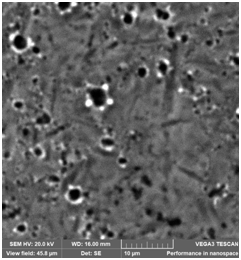 SEM HV: 20.0 kV WD: 16.00 mm VEGA3 TESCAN
View field: 45.8 µm Det: SE 10 µm Performance in nanospace